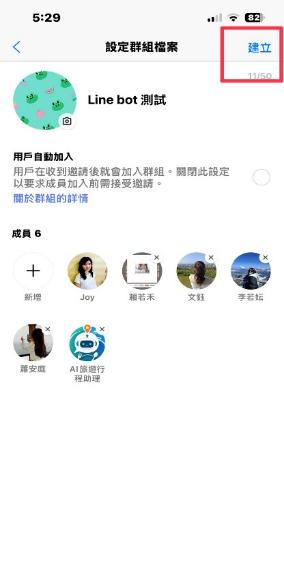 5:29
82
設定群組檔案
建立
11/50
Line bot 測試
用戶自動加入
用戶在收到邀請後就會加入群組。關閉此設定
以要求成員加入前需接受邀請。
關於群組的詳情
成員 6
新增
Joy
賴若禾
文鈺
李若妘
蕭安庭
AI旅遊行
程助理